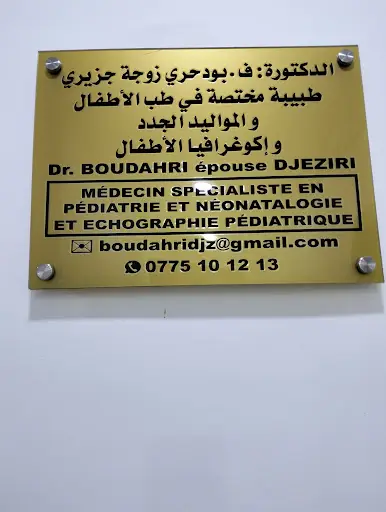 الدكتورة: ف. بودحري زوجة جزيري
طبيبة مختصة في طب الأطفال
و المواليد الجدد
و إكوغرافيا الأطفال
Dr. BOUDAHRI épouse DJEZIRI
MÉDECIN SPÉCIALISTE EN
PÉDIATRIE ET NÉONATALOGIE
ET ECHOGRAPHIE PÉDIATRIQUE
boudahridjz@gmail.com
0775 10 12 13